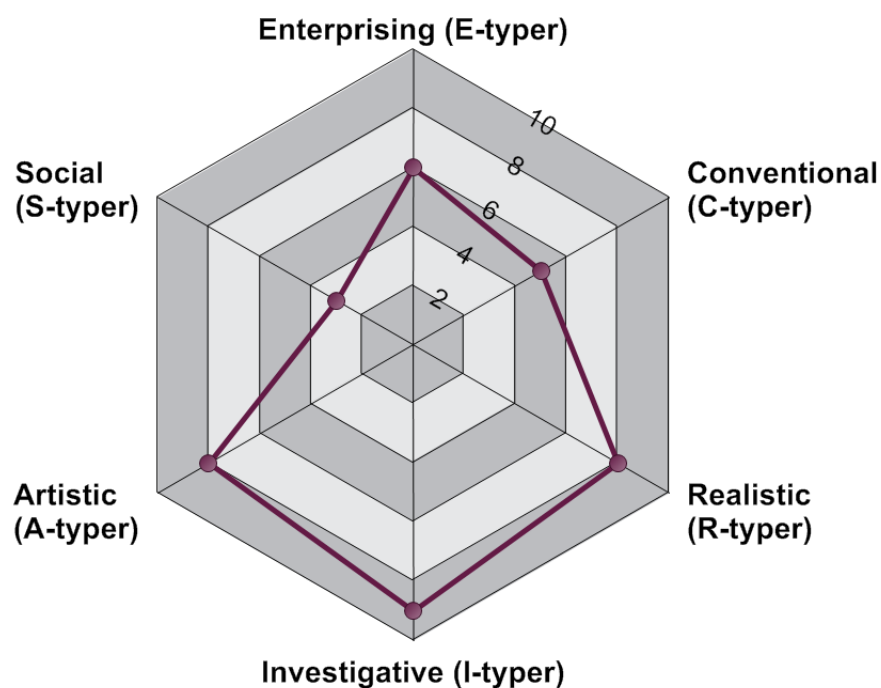 Enterprising (E-typer)
10
8
6
4
2
Social
(S-typer)
Conventional
(C-typer)
Artistic
(A-typer)
Realistic
(R-typer)
Investigative (I-typer)